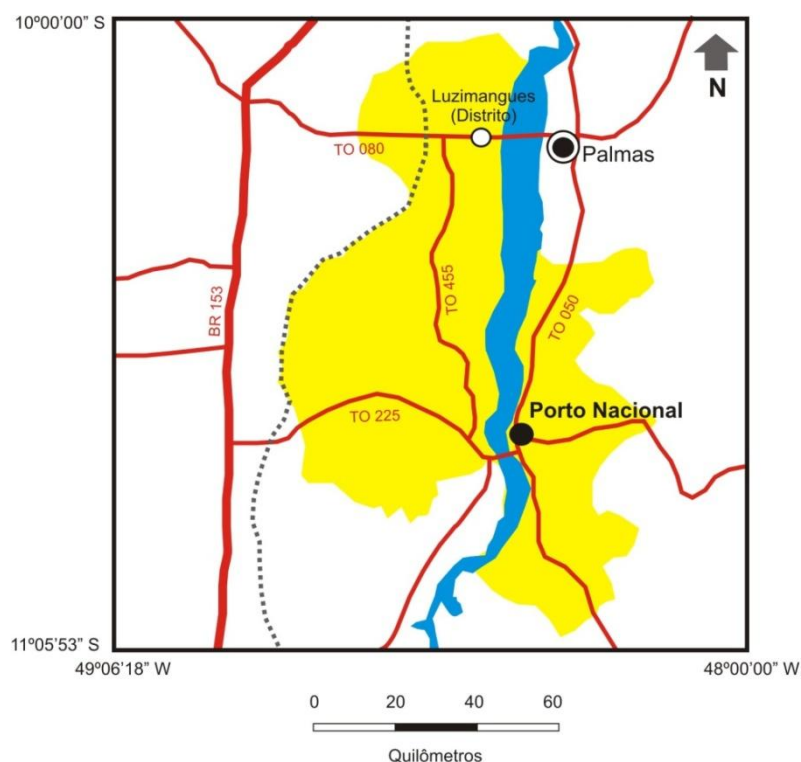 10º00'00” S
N
Luzimangues
(Distrito)
TO 080
Palmas
BR 153
TO 455
TO 050
TO 225
Porto Nacional
11º05'53” S
49º06'18” W
48º00'00” W
0 20 40 60
Quilômetros